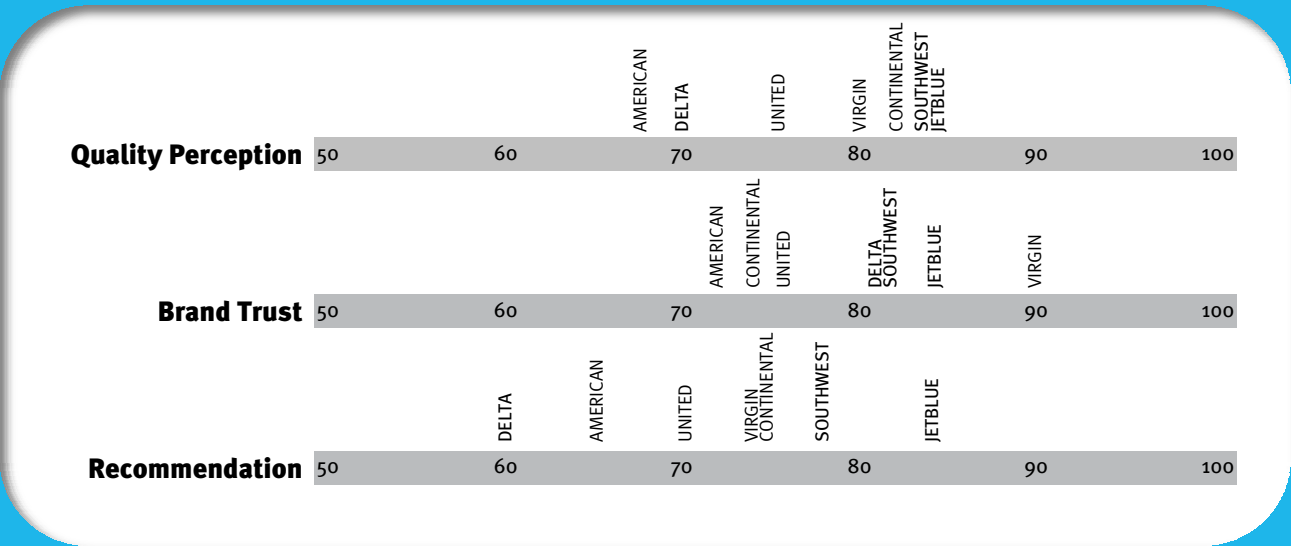 AMERICAN
DELTA
UNITED
VIRGIN
CONTINENTAL
SOUTHWEST
JETBLUE
Quality Perception 50 60 70 80 90 100
AMERICAN
CONTINENTAL
UNITED
DELTA
SOUTHWEST
JETBLUE
VIRGIN
Brand Trust 50 60 70 80 90 100
DELTA
AMERICAN
UNITED
VIRGIN
CONTINENTAL
SOUTHWEST
JETBLUE
Recommendation 50 60 70 80 90 100